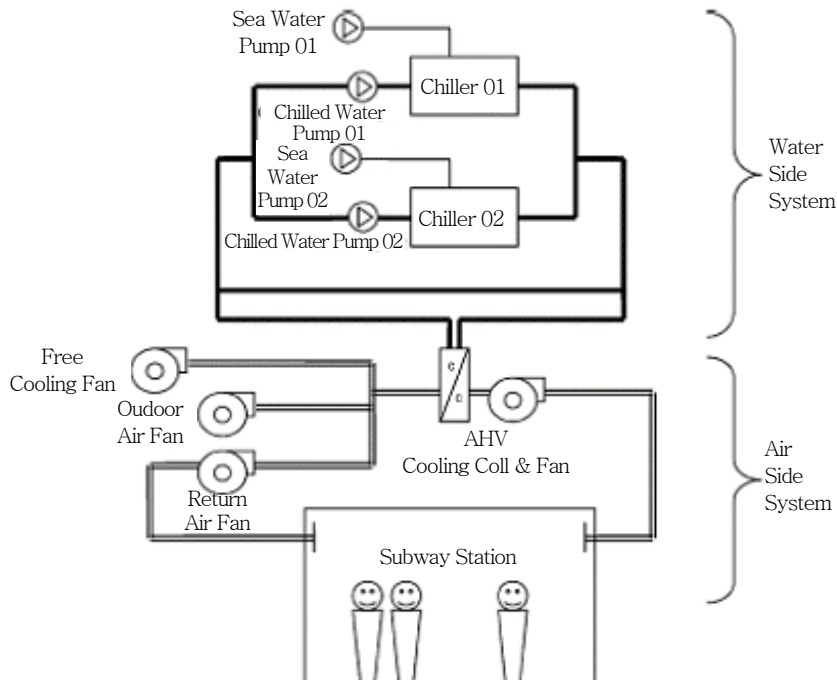 Sea Water
Pump 01
Chiller 01
Chilled Water
Pump 01
Sea
Water
Pump 02
Chiller 02
Chilled Water Pump 02
Water
Side
System
Free
Cooling Fan
Oudoor
Air Fan
C
D
AHV
Cooling Coll & Fan
Return
Air Fan
Air
Side
System
Subway Station